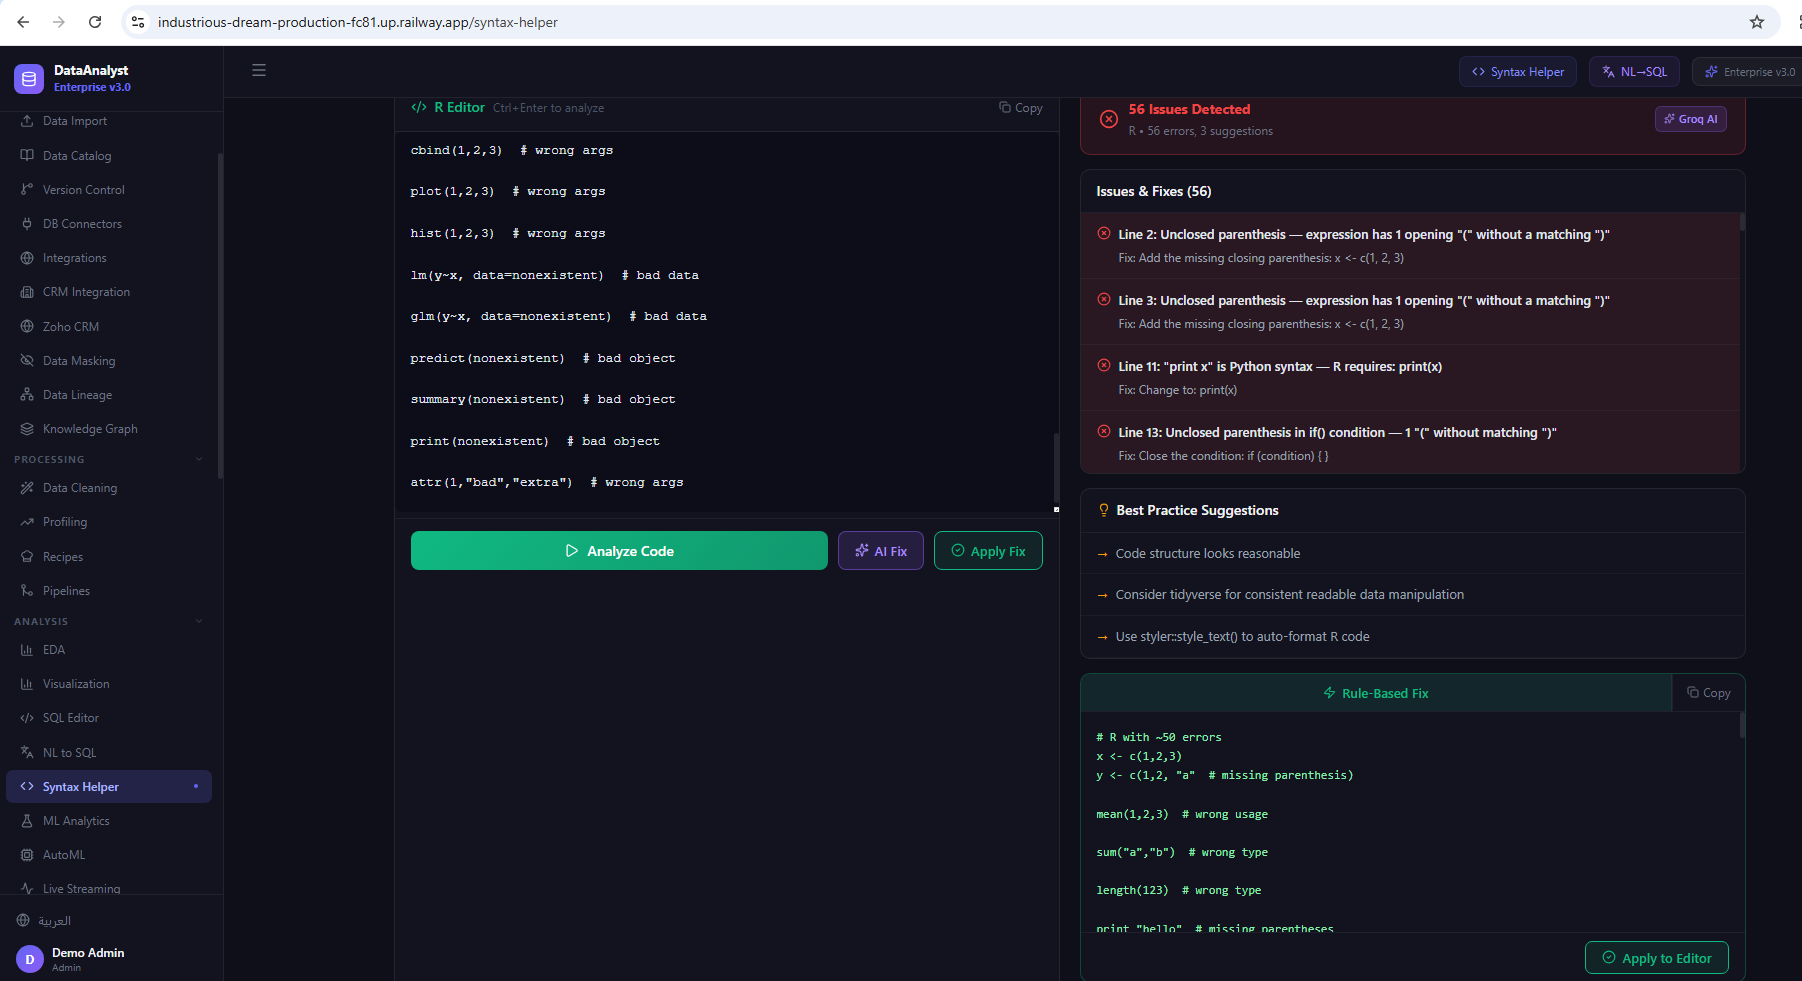 industrious-dream-production-fc81.up.railway.app/syntax-helper
DataAnalyst
Enterprise v3.0
Data Import
Data Catalog
Version Control
DB Connectors
Integrations
CRM Integration
Zoho CRM
Data Masking
Data Lineage
Knowledge Graph
PROCESSING
Data Cleaning
Profiling
Recipes
Pipelines
ANALYSIS
EDA
Visualization
SQL Editor
NL to SQL
Syntax Helper
ML Analytics
AutoML
Live Streaming
العربية
D
Demo Admin
Admin
Syntax Helper
NL→SQL
Enterprise v3.0
</> R Editor Ctrl+Enter to analyze
Copy
cbind(1,2,3)  # wrong args
plot(1,2,3)  # wrong args
hist(1,2,3)  # wrong args
lm(y~x, data=nonexistent)  # bad data
glm(y~x, data=nonexistent)  # bad data
predict(nonexistent)  # bad object
summary(nonexistent)  # bad object
print(nonexistent)  # bad object
attr(1,"bad","extra")  # wrong args
Analyze Code
AI Fix
Apply Fix
56 Issues Detected
R • 56 errors, 3 suggestions
Groq AI
Issues & Fixes (56)
Line 2: Unclosed parenthesis — expression has 1 opening "(" without a matching ")"
Fix: Add the missing closing parenthesis: x <- c(1, 2, 3)
Line 3: Unclosed parenthesis — expression has 1 opening "(" without a matching ")"
Fix: Add the missing closing parenthesis: x <- c(1, 2, 3)
Line 11: "print x" is Python syntax — R requires: print(x)
Fix: Change to: print(x)
Line 13: Unclosed parenthesis in if() condition — 1 "(" without matching ")"
Fix: Close the condition: if (condition) { }
Best Practice Suggestions
→ Code structure looks reasonable
→ Consider tidyverse for consistent readable data manipulation
→ Use styler::style_text() to auto-format R code
Rule-Based Fix
Copy
# R with ~50 errors
x <- c(1,2,3)
y <- c(1,2, "a"  # missing parenthesis)
mean(1,2,3)  # wrong usage
sum("a","b")  # wrong type
length(123)  # wrong type
print "hello"  # missing parentheses
Apply to Editor